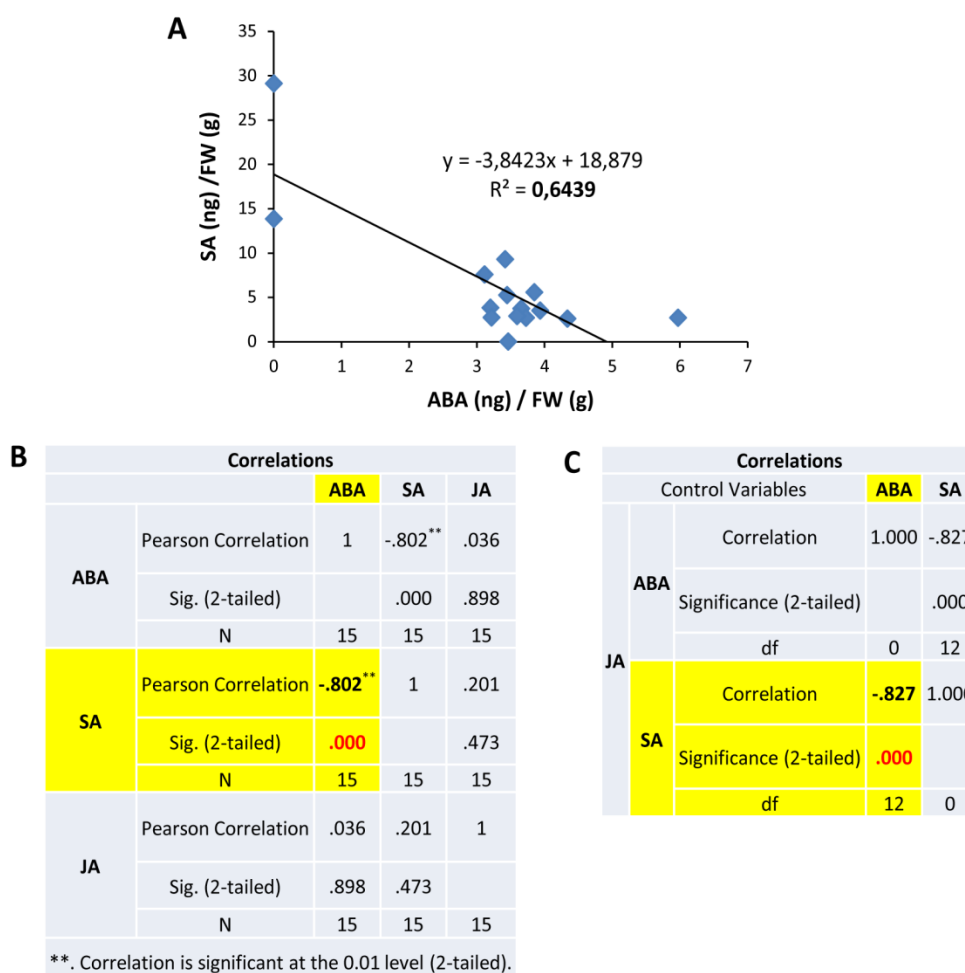 A
35
30
25
20
15
10
5
0
SA (ng) /FW (g)
y = -3,8423x + 18,879
R² = 0,6439
0 1 2 3 4 5 6 7
ABA (ng) / FW (g)
B
Correlations
ABA SA JA
ABA
Pearson Correlation 1 -.802** .036
Sig. (2-tailed) .000 .898
N 15 15 15
SA
Pearson Correlation -.802** 1 .201
Sig. (2-tailed) .000 .473
N 15 15 15
JA
Pearson Correlation .036 .201 1
Sig. (2-tailed) .898 .473
N 15 15 15
**. Correlation is significant at the 0.01 level (2-tailed).
C
Correlations
Control Variables ABA SA
JA
ABA
Correlation 1.000 -.827
Significance (2-tailed) .000
df 0 12
SA
Correlation -.827 1.000
Significance (2-tailed) .000
df 12 0